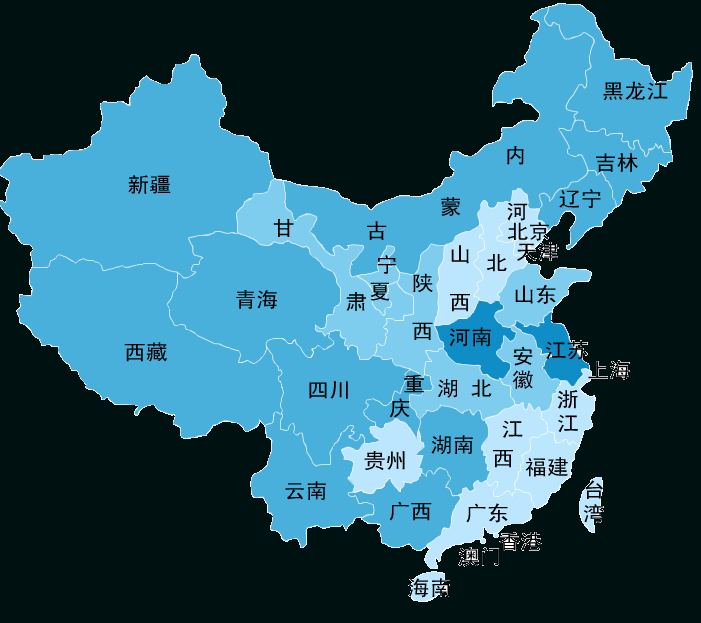 黑龙江
内
吉林
新疆
辽宁
蒙
河
甘
古
北京
天津
山
北
宁
陕
夏
青海
肃
山东
西
西
河南
江苏
西藏
安
徽
上海
四川
重
庆
湖 北
浙
江
江
湖南
西
贵州
福建
云南
台
湾
广西
广东
香港
澳门
海南